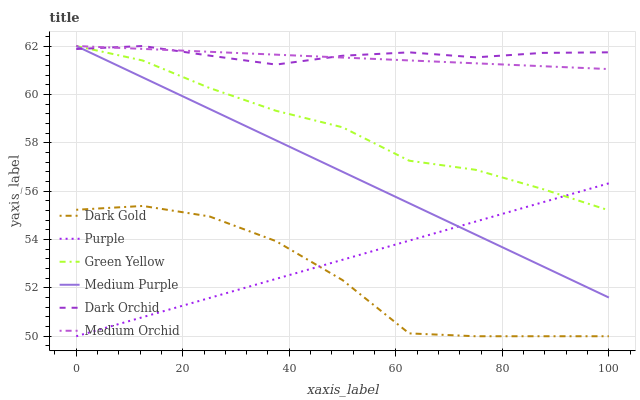 title
62
60
58
56
54
52
50
yaxis_label
Dark Gold
Purple
Green Yellow
Medium Purple
Dark Orchid
Medium Orchid
0
20
40
60
80
100
xaxis_label